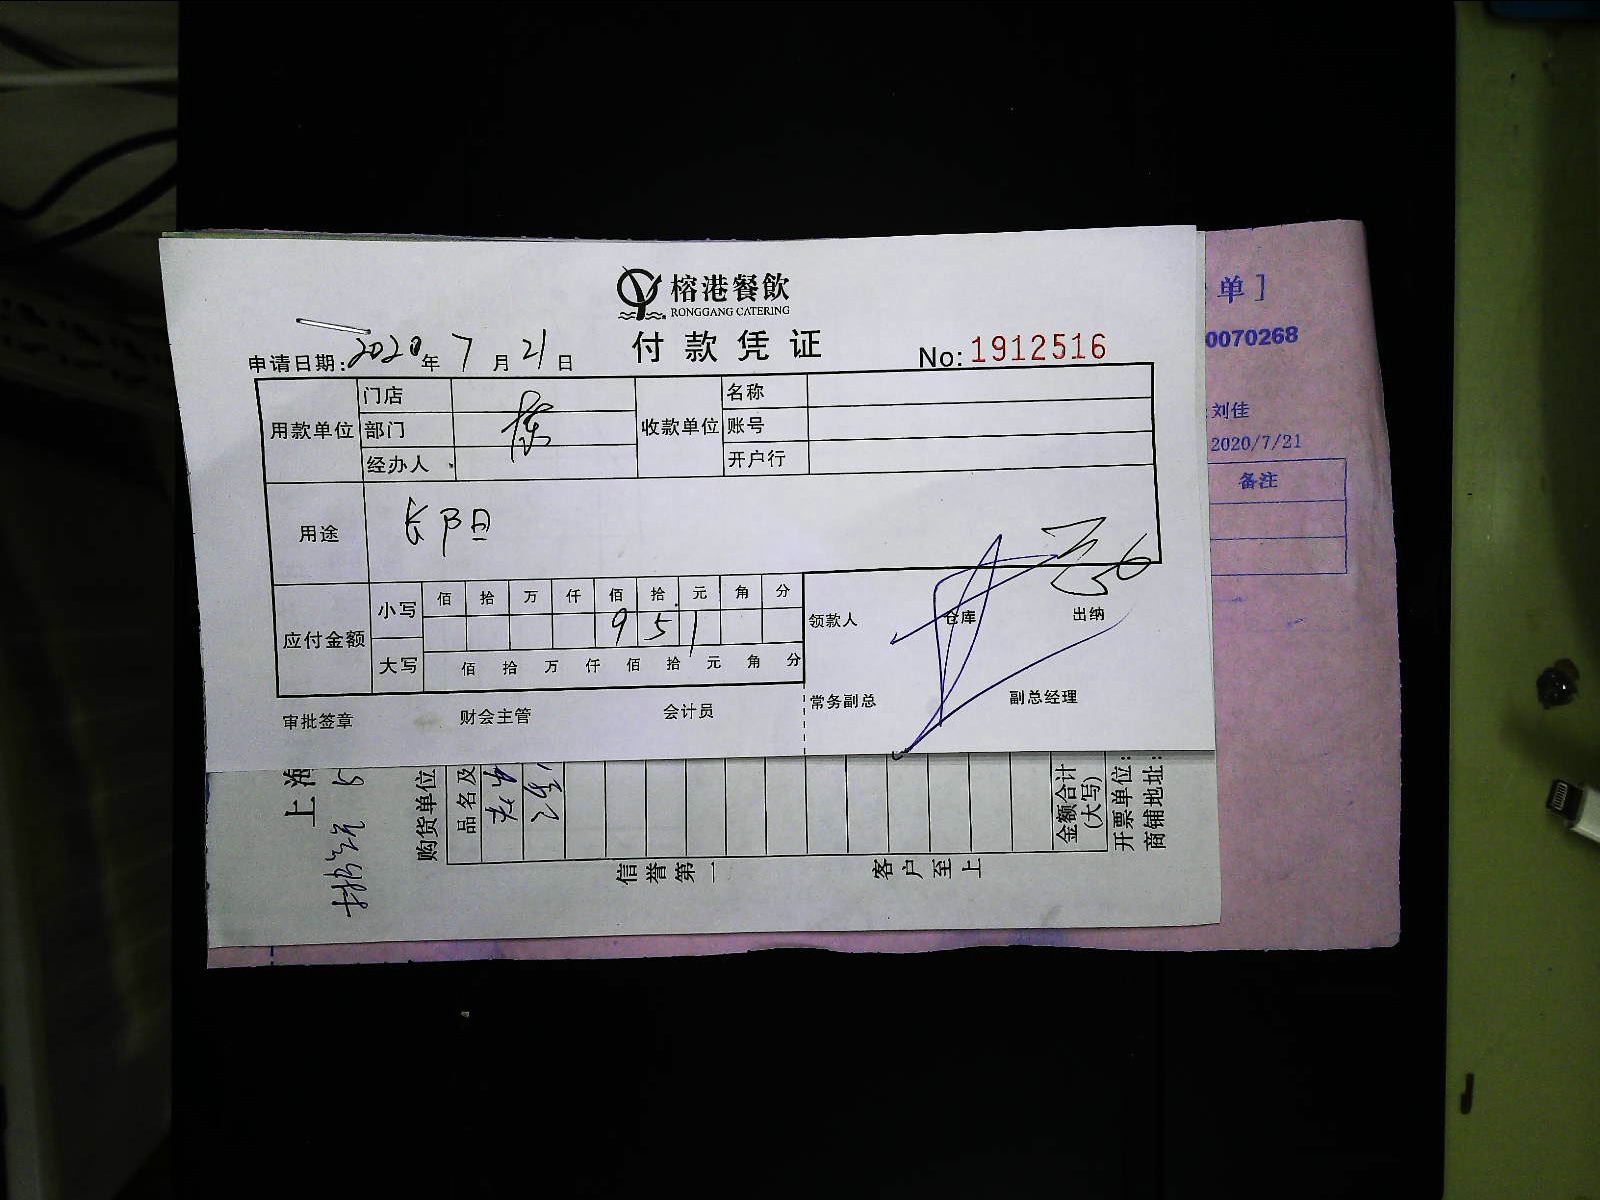 榕港餐飲
RONGGANG CATERING
付款凭证
申请日期:2020年7月21日
No:1912516
用款单位
门店
部门
经办人
收款单位
名称
账号
开户行
用途
应付金额
小写
佰 拾 万 仟 佰 拾 元 角 分
9 5 1
大写
佰 拾 万 仟 佰 拾 元 角 分
领款人
仓库
出纳
常务副总
副总经理
审批签章
财会主管
会计员
单]
0070268
刘佳
2020/7/21
备注
上海
购货单位
品名及
金额合计
(大写)
开票单位:
商铺地址:
信誉第一
客户至上